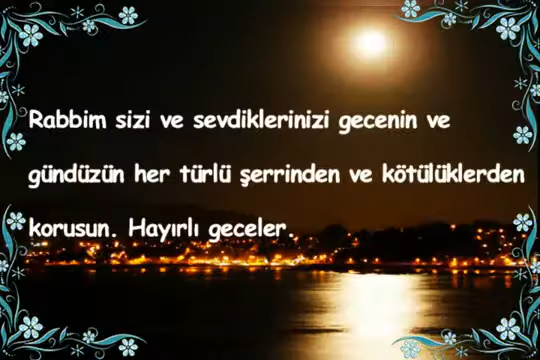 Rabbim sizi ve sevdiklerinizi gecenin ve
gündüzün her türlü şerrinden ve kötülüklerden
korusun. Hayırlı geceler.